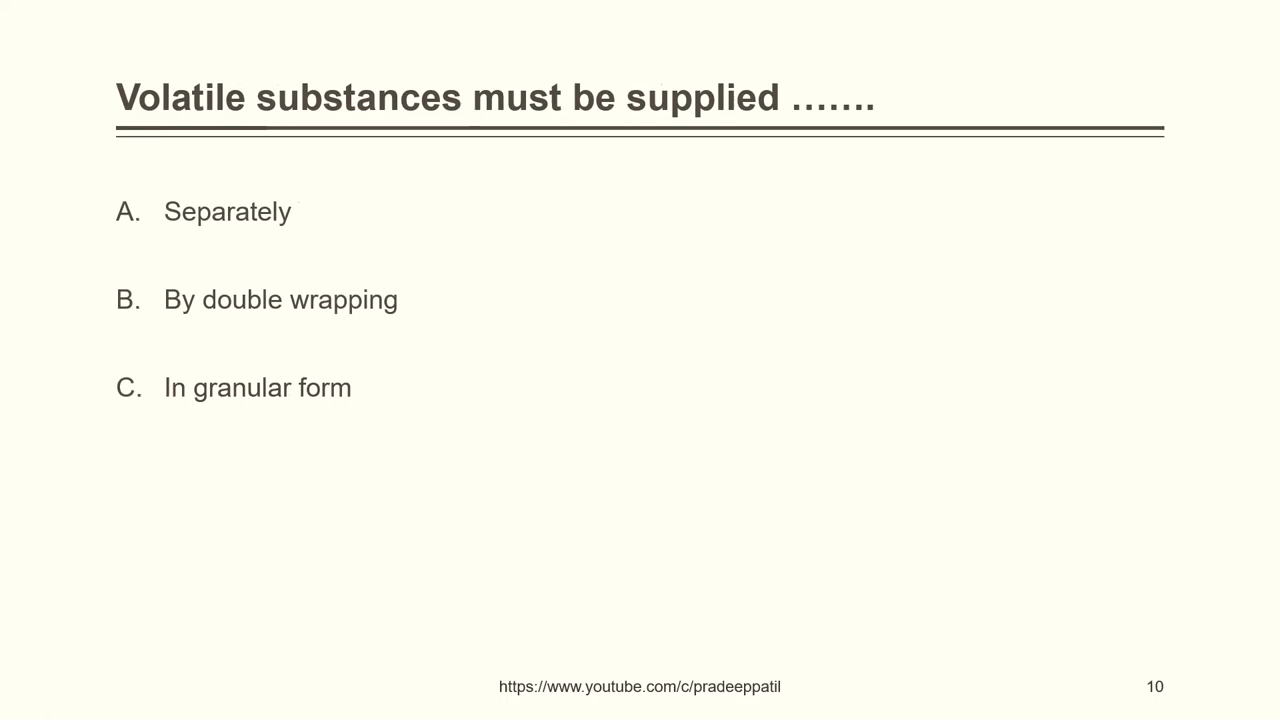 Volatile substances must be supplied …….
A. Separately
B. By double wrapping
C. In granular form
https://www.youtube.com/c/pradeeppatil
10